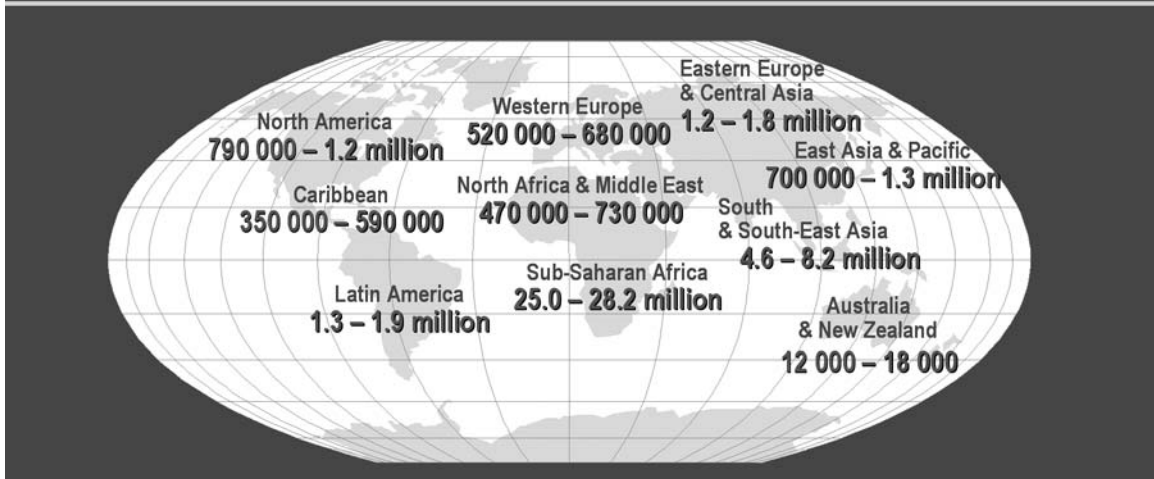 North America
790 000 – 1.2 million
Caribbean
350 000 – 590 000
Latin America
1.3 – 1.9 million
Western Europe
520 000 – 680 000
North Africa & Middle East
470 000 – 730 000
Sub-Saharan Africa
25.0 – 28.2 million
Eastern Europe
& Central Asia
1.2 – 1.8 million
East Asia & Pacific
700 000 – 1.3 million
South
& South-East Asia
4.6 – 8.2 million
Australia
& New Zealand
12 000 – 18 000